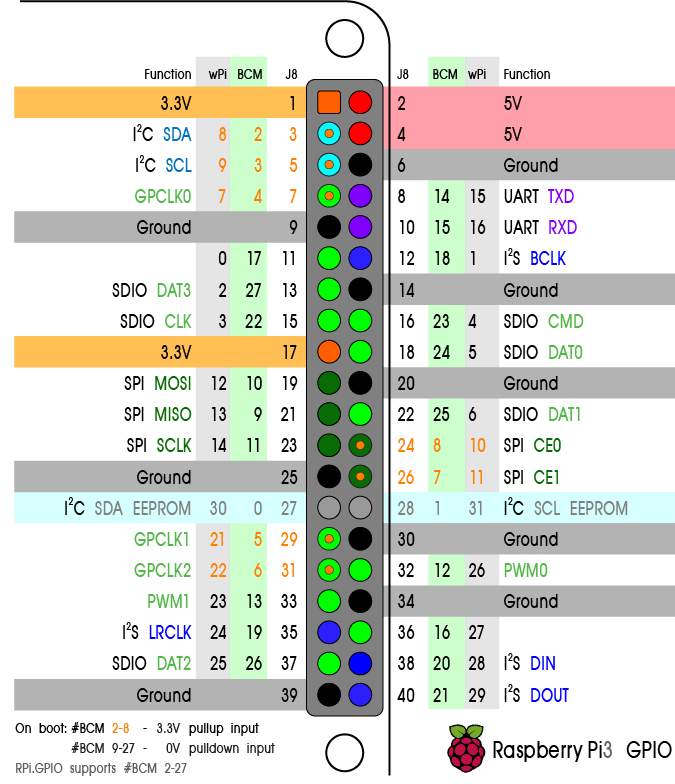 Function wPi BCM J8 J8 BCM wPi Function
3.3V 1 2 5V
I²C SDA 8 2 3 4 5V
I²C SCL 9 3 5 6 Ground
GPCLK0 7 4 7 8 14 15 UART TXD
Ground 9 10 15 16 UART RXD
0 17 11 12 18 1 I²S BCLK
SDIO DAT3 2 27 13 14 Ground
SDIO CLK 3 22 15 16 23 4 SDIO CMD
3.3V 17 18 24 5 SDIO DAT0
SPI MOSI 12 10 19 20 Ground
SPI MISO 13 9 21 22 25 6 SDIO DAT1
SPI SCLK 14 11 23 24 8 10 SPI CE0
Ground 25 26 7 11 SPI CE1
I²C SDA EEPROM 30 0 27 28 1 31 I²C SCL EEPROM
GPCLK1 21 5 29 30 Ground
GPCLK2 22 6 31 32 12 26 PWM0
PWM1 23 13 33 34 Ground
I²S LRCLK 24 19 35 36 16 27
SDIO DAT2 25 26 37 38 20 28 I²S DIN
Ground 39 40 21 29 I²S DOUT
On boot: #BCM 2-8 - 3.3V pullup input
#BCM 9-27 - 0V pulldown input
RPi.GPIO supports #BCM 2-27
Raspberry Pi3 GPIO